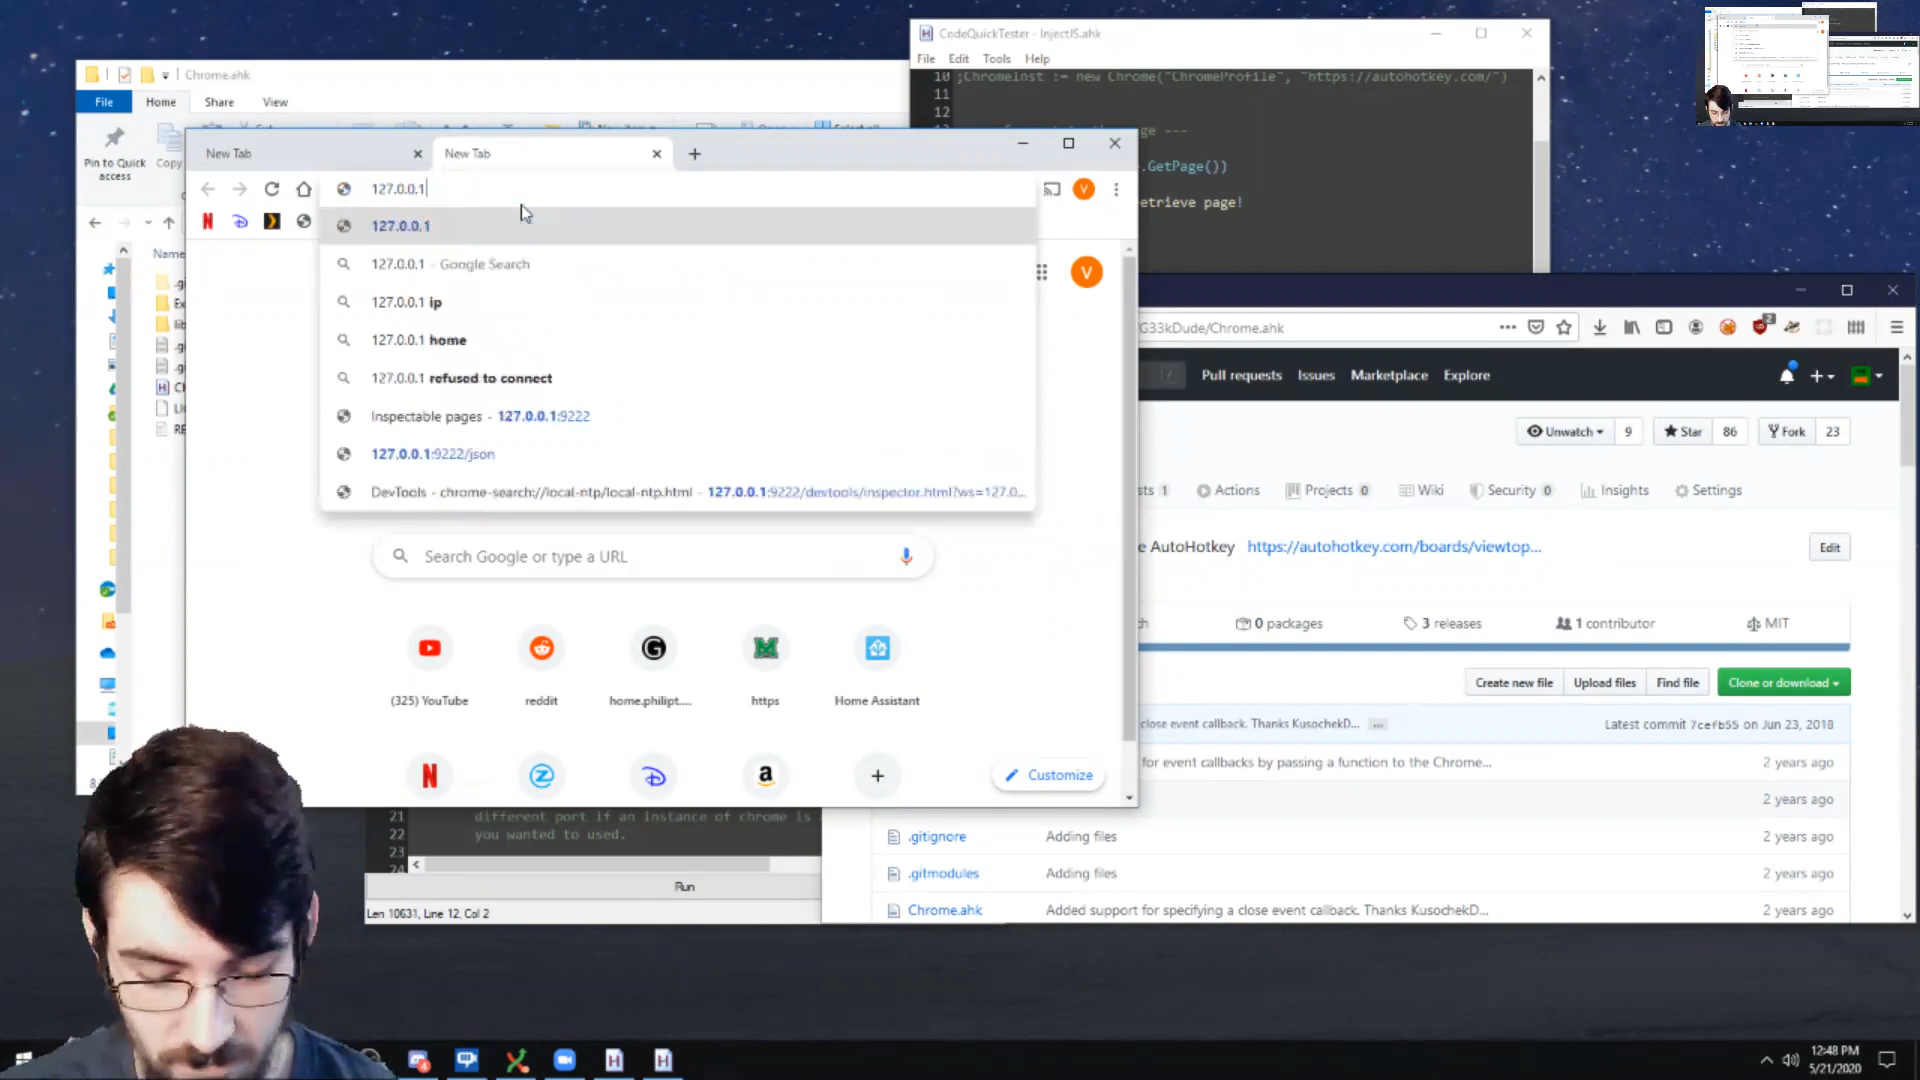 CodeQuickTester - InjectJS.ahk
File Edit Tools Help
10 ;ChromeInst := new Chrome("ChromeProfile", "https://autohotkey.com/")
11
12
ge ---
.GetPage())
etrieve page!
Chrome.ahk
File Home Share View
Pin to Quick access
Copy
Name
New Tab
New Tab
127.0.0.1
127.0.0.1
127.0.0.1 - Google Search
127.0.0.1 ip
127.0.0.1 home
127.0.0.1 refused to connect
Inspectable pages - 127.0.0.1:9222
127.0.0.1:9222/json
DevTools - chrome-search://local-ntp/local-ntp.html - 127.0.0.1:9222/devtools/inspector.html?ws=127.0...
V
V
Search Google or type a URL
(325) YouTube
reddit
home.philipt....
https
Home Assistant
Customize
G33kDude/Chrome.ahk
2
Pull requests Issues Marketplace Explore
Unwatch 9 Star 86 Fork 23
sts 1 Actions Projects 0 Wiki Security 0 Insights Settings
e AutoHotkey https://autohotkey.com/boards/viewtop...
Edit
0 packages 3 releases 1 contributor MIT
Create new file Upload files Find file Clone or download
close event callback. Thanks KusochekD... ... Latest commit 7cefb55 on Jun 23, 2018
for event callbacks by passing a function to the Chrome... 2 years ago
2 years ago
.gitignore Adding files 2 years ago
.gitmodules Adding files 2 years ago
Chrome.ahk Added support for specifying a close event callback. Thanks KusochekD... 2 years ago
21 different port if an instance of chrome is
22 you wanted to used.
23
24
Run
Len 10631, Line 12, Col 2
12:48 PM
5/21/2020